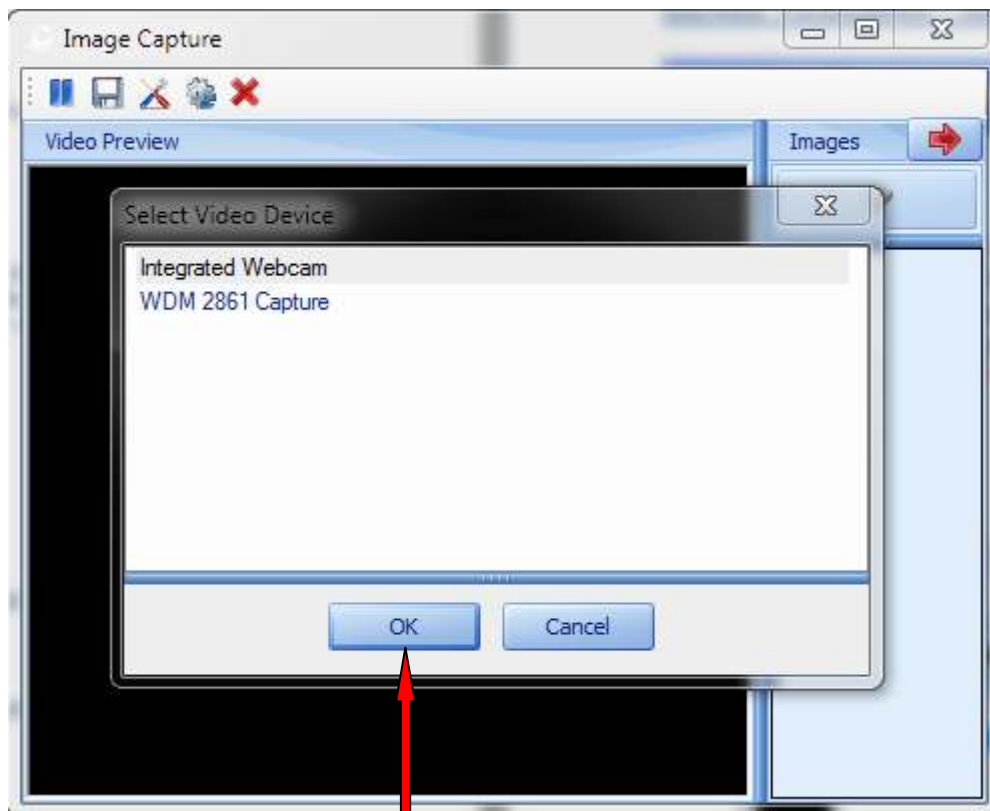 Image Capture
Video Preview
Images
Select Video Device
Integrated Webcam
WDM 2861 Capture
OK
Cancel